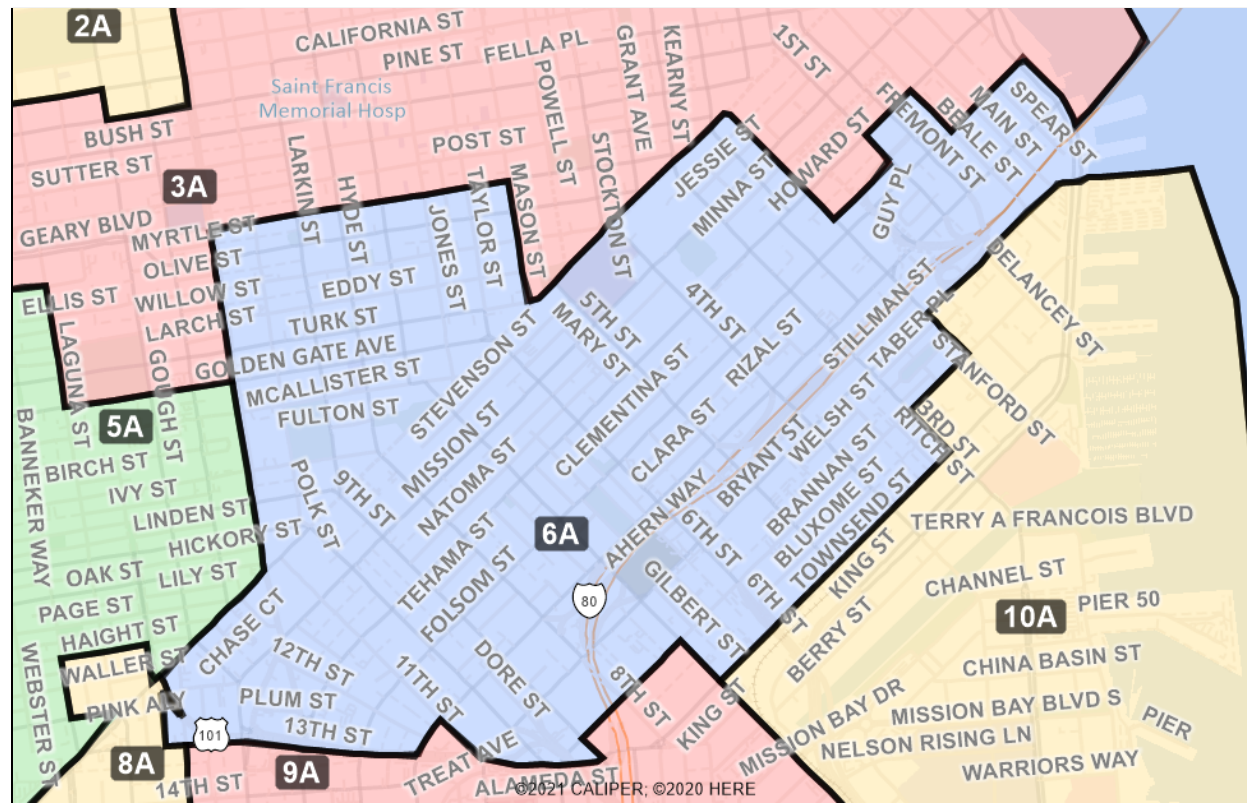 2A
CALIFORNIA ST
PINE ST
FELLA PL
GRANT AVE
KEARNY ST
1ST ST
Saint Francis
Memorial Hosp
POWELL ST
BUSH ST
SUTTER ST
POST ST
STOCKTON ST
LARKIN ST
HYDE ST
TAYLOR ST
MASON ST
JONES ST
3A
GEARY BLVD
MYRTLE ST
OLIVE ST
ELLIS ST
WILLOW ST
LARCH ST
EDDY ST
TURK ST
GOLDEN GATE AVE
MCALLISTER ST
FULTON ST
JESSIE ST
MINNA ST
HOWARD ST
FREMONT ST
BEALE ST
MAIN ST
SPEAR ST
GUY PL
DELANCEY ST
STILLMAN ST
TABER PL
STANFORD ST
4TH ST
5TH ST
MARY ST
RIZAL ST
CLEMENTINA ST
CLARA ST
STEVENSON ST
MISSION ST
NATOMA ST
9TH ST
POLK ST
LAGUNA ST
GOUGH ST
5A
BANNEKER WAY
BIRCH ST
IVY ST
LINDEN ST
HICKORY ST
OAK ST
LILY ST
PAGE ST
HAIGHT ST
WALLER ST
WEBSTER ST
PINK ALY
CHASE CT
12TH ST
PLUM ST
13TH ST
11TH ST
DORE ST
TEHAMA ST
FOLSOM ST
6A
AHERN WAY
BRYANT ST
WELSH ST
BRANNAN ST
BLUXOME ST
TOWNSEND ST
RITCH ST
3RD ST
6TH ST
6TH ST
GILBERT ST
80
8TH ST
KING ST
KING ST
BERRY ST
TERRY A FRANCOIS BLVD
CHANNEL ST
10A
PIER 50
CHINA BASIN ST
MISSION BAY DR
MISSION BAY BLVD S
NELSON RISING LN
PIER
WARRIORS WAY
101
8A
14TH ST
9A
TREAT AVE
ALAMEDA ST
©2021 CALIPER; ©2020 HERE